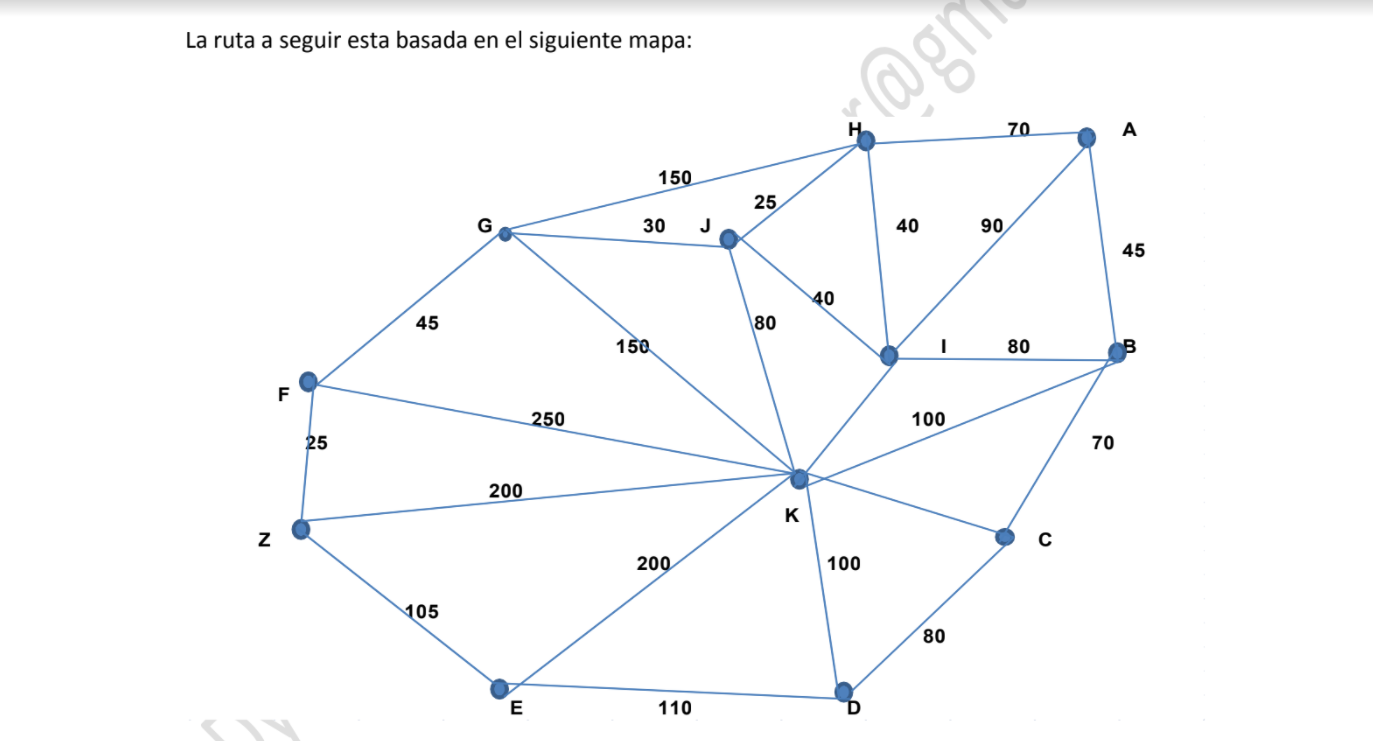 La ruta a seguir esta basada en el siguiente mapa:
H 70 A
150
25
G 30 J 40 90
45
40
45 80
150 I 80 B
F
250 100
25 70
200
K
Z C
200 100
105
80
E 110 D